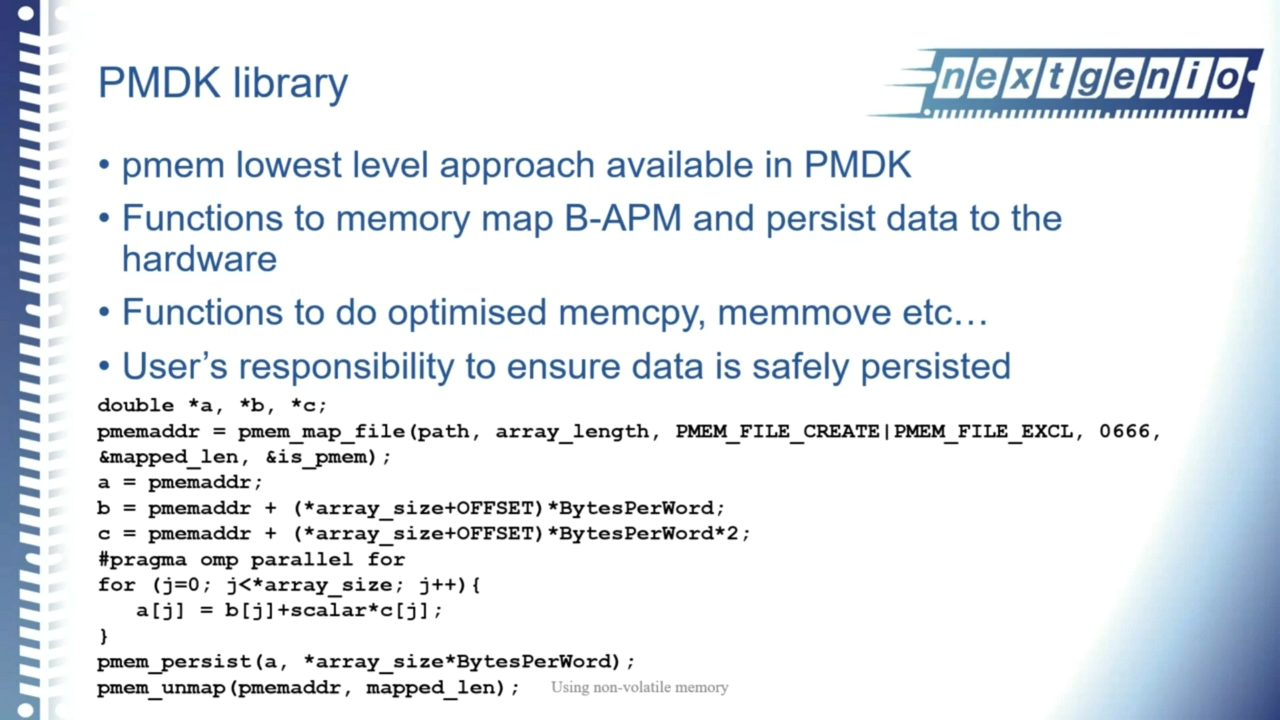 PMDK library
nextgenio
• pmem lowest level approach available in PMDK
• Functions to memory map B-APM and persist data to the
hardware
• Functions to do optimised memcpy, memmove etc…
• User’s responsibility to ensure data is safely persisted
double *a, *b, *c;
pmemaddr = pmem_map_file(path, array_length, PMEM_FILE_CREATE|PMEM_FILE_EXCL, 0666,
&mapped_len, &is_pmem);
a = pmemaddr;
b = pmemaddr + (*array_size+OFFSET)*BytesPerWord;
c = pmemaddr + (*array_size+OFFSET)*BytesPerWord*2;
#pragma omp parallel for
for (j=0; j<*array_size; j++){
a[j] = b[j]+scalar*c[j];
}
pmem_persist(a, *array_size*BytesPerWord);
pmem_unmap(pmemaddr, mapped_len);
Using non-volatile memory